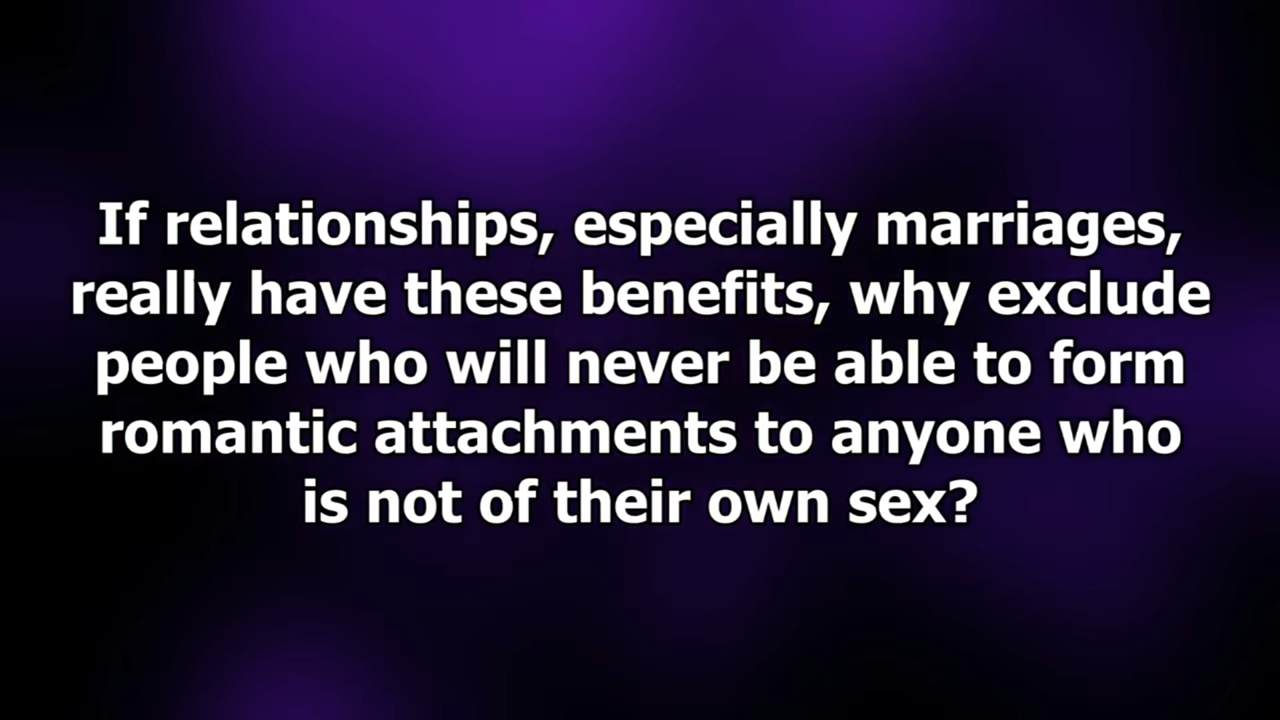 If relationships, especially marriages,
really have these benefits, why exclude
people who will never be able to form
romantic attachments to anyone who
is not of their own sex?